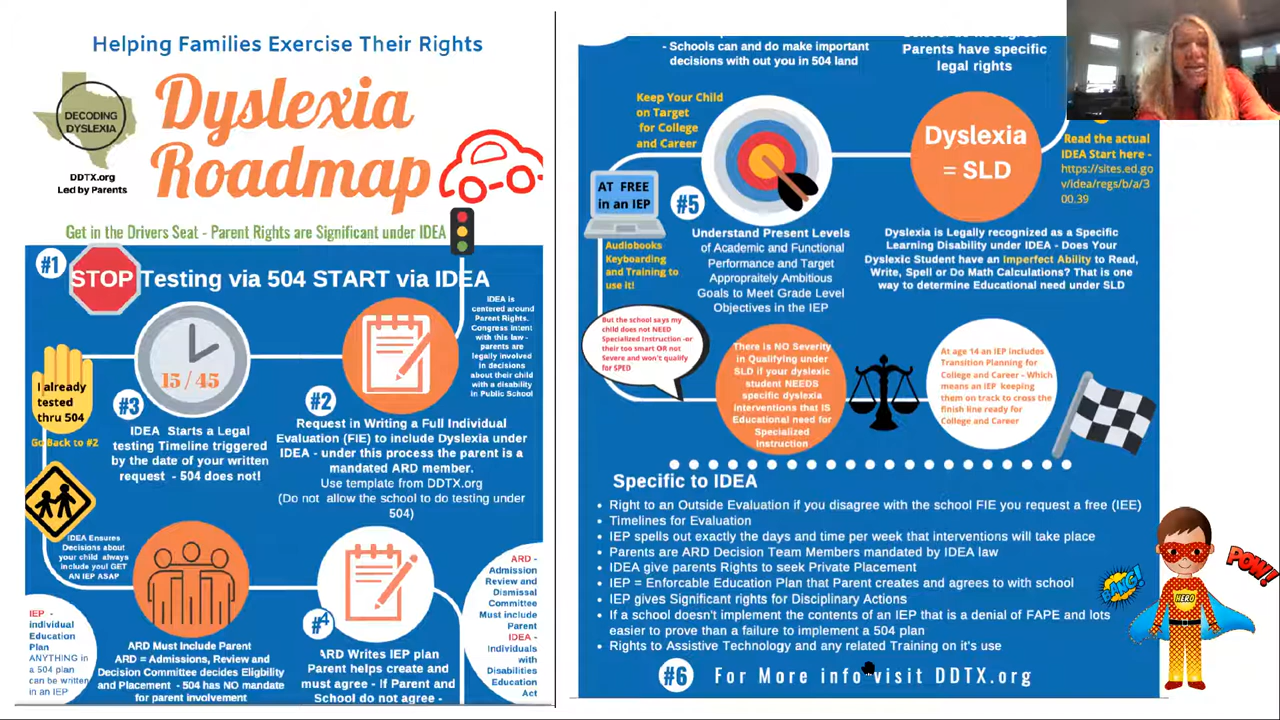 Helping Families Exercise Their Rights
DECODING
DYSLEXIA
DDTX.org
Led by Parents
Dyslexia
Roadmap
Get in the Drivers Seat - Parent Rights are Significant under IDEA
#1
STOP Testing via 504 START via IDEA
15 / 45
IDEA is
centered around
Parent Rights.
Congress intent
with this law -
parents are
legally involved
in decisions
about their child
with a disability
in Public School
I already
tested
thru 504
Go Back to #2
#3
IDEA Starts a Legal
testing Timeline triggered
by the date of your written
request - 504 does not!
#2
Request in Writing a Full Individual
Evaluation (FIE) to include Dyslexia under
IDEA - under this process the parent is a
mandated ARD member.
Use template from DDTX.org
(Do not allow the school to do testing under
504)
IDEA Ensures
Decisions about
your child always
include you! GET
AN IEP ASAP
IEP -
individual
Education
Plan
ANYTHING in
a 504 plan
can be written
in an IEP
ARD Must Include Parent
ARD = Admissions, Review and
Decision Committee decides Eligbility
and Placement - 504 has NO mandate
for parent involvement
#4
ARD Writes IEP plan
Parent helps create and
must agree - If Parent and
School do not agree -
ARD -
Admission
Review and
Dismissal
Committee
Must include
Parent
IDEA -
Individuals
with
Disabilities
Education
Act
- Schools can and do make important
decisions with out you in 504 land
Parents have specific
legal rights
Keep Your Child
on Target
for College
and Career
AT FREE
in an IEP
Audiobooks
Keyboarding
and Training to
use it!
#5
Understand Present Levels
of Academic and Functional
Performance and Target
Appropraitely Ambitious
Goals to Meet Grade Level
Objectives in the IEP
Dyslexia
= SLD
Read the actual
IDEA Start here -
https://sites.ed.go
v/idea/regs/b/a/3
00.39
Dyslexia is Legally recognized as a Specific
Learning Disability under IDEA - Does Your
Dyslexic Student have an Imperfect Ability to Read,
Write, Spell or Do Math Calculations? That is one
way to determine Educational need under SLD
But the school says my
child does not NEED
Specialized Instruction -or
their too smart OR not
Severe and won't qualify
for SPED
There is NO Severity
in Qualifying under
SLD if your dyslexic
student NEEDS
specific dyslexia
interventions that IS
Educational need for
Specialized
Instruction
At age 14 an IEP includes
Transition Planning for
College and Career - Which
means an IEP keeping
them on track to cross the
finish line ready for
College and Career
Specific to IDEA
• Right to an Outside Evaluation if you disagree with the school FIE you request a free (IEE)
• Timelines for Evaluation
• IEP spells out exactly the days and time per week that interventions will take place
• Parents are ARD Decision Team Members mandated by IDEA law
• IDEA give parents Rights to seek Private Placement
• IEP = Enforceable Education Plan that Parent creates and agrees to with school
• IEP gives Significant rights for Disciplinary Actions
• If a school doesn't implement the contents of an IEP that is a denial of FAPE and lots
easier to prove than a failure to implement a 504 plan
• Rights to Assistive Technology and any related Training on it's use
#6 For More info visit DDTX.org
BANG!
POW!
HERO